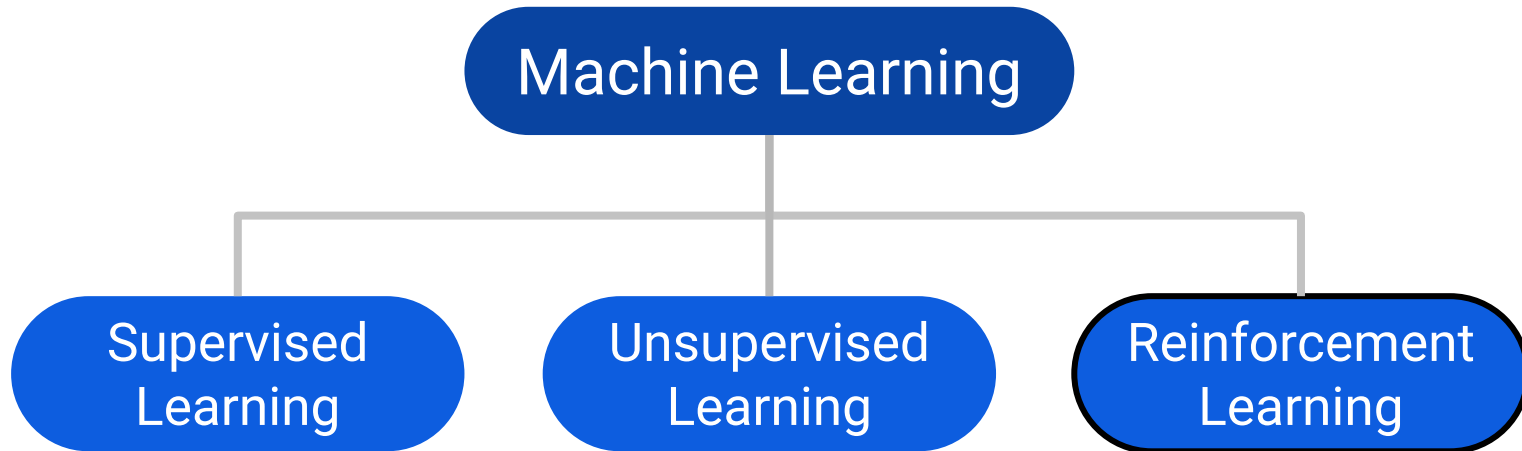 Machine Learning
Supervised
Learning
Unsupervised
Learning
Reinforcement
Learning